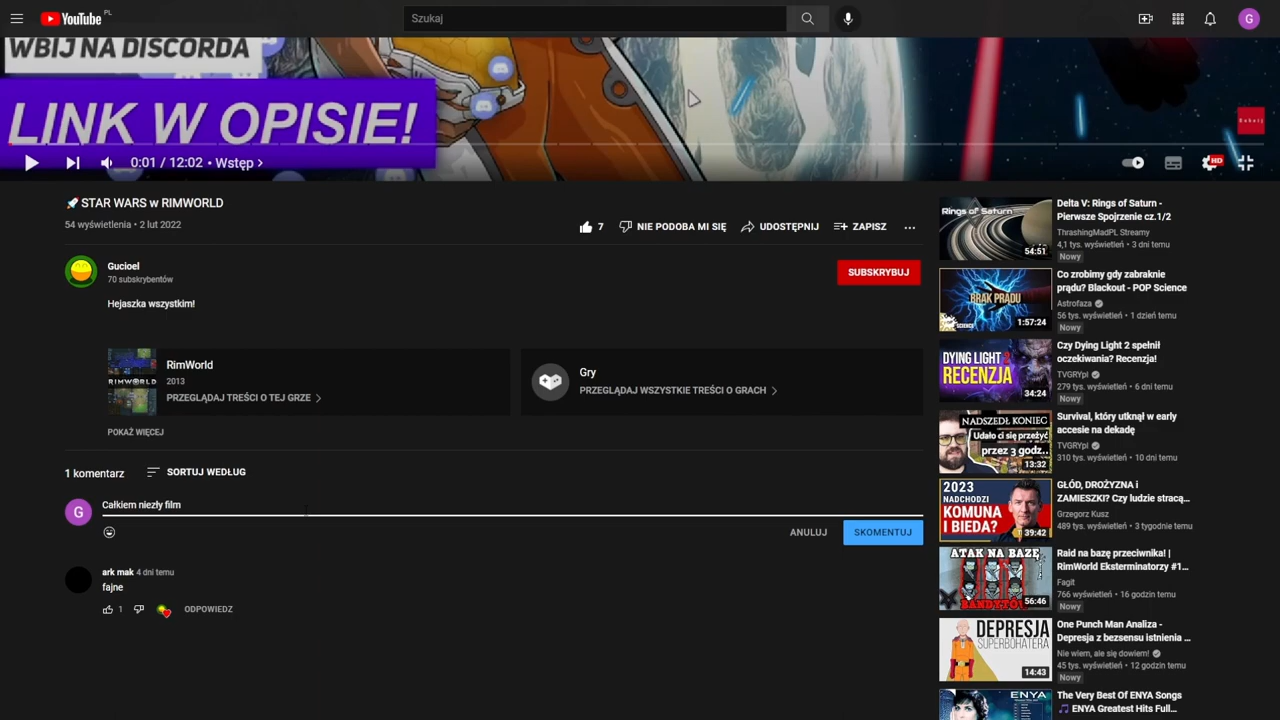 YouTube PL
Szukaj
G
WBIJ NA DISCORDA
LINK W OPISIE!
0:01 / 12:02 • Wstęp >
HD
🚀STAR WARS w RIMWORLD
54 wyświetlenia • 2 lut 2022
7 NIE PODOBA MI SIĘ UDOSTĘPNIJ ZAPISZ ...
Gucioel
70 subskrybentów
SUBSKRYBUJ
Hejaszka wszystkim!
RIMWORLD
RimWorld
2013
PRZEGLĄDAJ TREŚCI O TEJ GRZE >
Gry
PRZEGLĄDAJ WSZYSTKIE TREŚCI O GRACH >
POKAŻ WIĘCEJ
1 komentarz SORTUJ WEDŁUG
G
Całkiem niezły film
ANULUJ SKOMENTUJ
ark mak 4 dni temu
fajne
1 ODPOWIEDZ
Rings of Saturn
54:51
Delta V: Rings of Saturn -
Pierwsze Spojrzenie cz.1/2
ThrashingMadPL Streamy
4,1 tys. wyświetleń • 3 dni temu
Nowy
BRAK PRĄDU
SCIENCE
1:57:24
Co zrobimy gdy zabraknie
prądu? Blackout - POP Science
Astrofaza
56 tys. wyświetleń • 1 dzień temu
Nowy
DYING LIGHT 2
RECENZJA
34:24
Czy Dying Light 2 spełnił
oczekiwania? Recenzja!
TVGRYpl
279 tys. wyświetleń • 6 dni temu
Nowy
NADSZEDŁ KONIEC
Udało ci się przeżyć
przez 3 godz..
13:32
Survival, który utknął w early
accesie na dekadę
TVGRYpl
310 tys. wyświetleń • 10 dni temu
2023
NADCHODZI
KOMUNA
I BIEDA?
39:42
GŁÓD, DROŻYZNA i
ZAMIESZKI? Czy ludzie stracą...
Grzegorz Kusz
489 tys. wyświetleń • 3 tygodnie temu
ATAK NA BAZĘ
BANDYTÓW
56:46
Raid na bazę przeciwnika! |
RimWorld Eksterminatorzy #1...
Fagit
766 wyświetleń • 16 godzin temu
Nowy
DEPRESJA
SUPERBOHATERA
14:43
One Punch Man Analiza -
Depresja z bezsensu istnienia ...
Nie wiem, ale się dowiem!
45 tys. wyświetleń • 12 godzin temu
Nowy
ENYA
The Very Best Of ENYA Songs
🎵 ENYA Greatest Hits Full...